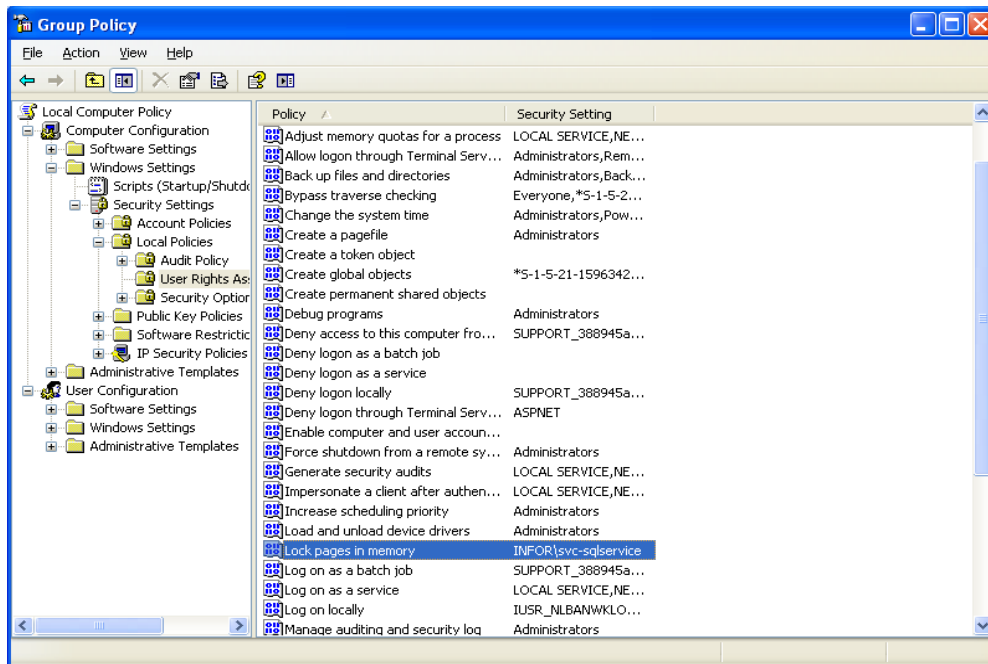 Group Policy
File Action View Help
Local Computer Policy
Computer Configuration
Software Settings
Windows Settings
Scripts (Startup/Shutdo
Security Settings
Account Policies
Local Policies
Audit Policy
User Rights As
Security Option
Public Key Policies
Software Restrictic
IP Security Policies
Administrative Templates
User Configuration
Software Settings
Windows Settings
Administrative Templates
Policy Security Setting
Adjust memory quotas for a process LOCAL SERVICE,NE...
Allow logon through Terminal Serv... Administrators,Rem...
Back up files and directories Administrators,Back...
Bypass traverse checking Everyone,*S-1-5-2...
Change the system time Administrators,Pow...
Create a pagefile Administrators
Create a token object
Create global objects *S-1-5-21-1596342...
Create permanent shared objects
Debug programs Administrators
Deny access to this computer fro... SUPPORT_388945a...
Deny logon as a batch job
Deny logon as a service
Deny logon locally SUPPORT_388945a...
Deny logon through Terminal Serv... ASPNET
Enable computer and user accoun...
Force shutdown from a remote sy... Administrators
Generate security audits LOCAL SERVICE,NE...
Impersonate a client after authen... LOCAL SERVICE,NE...
Increase scheduling priority Administrators
Load and unload device drivers Administrators
Lock pages in memory INFOR\svc-sqlservice
Log on as a batch job SUPPORT_388945a...
Log on as a service LOCAL SERVICE,NE...
Log on locally IUSR_NLBANWKLO...
Manage auditing and security log Administrators